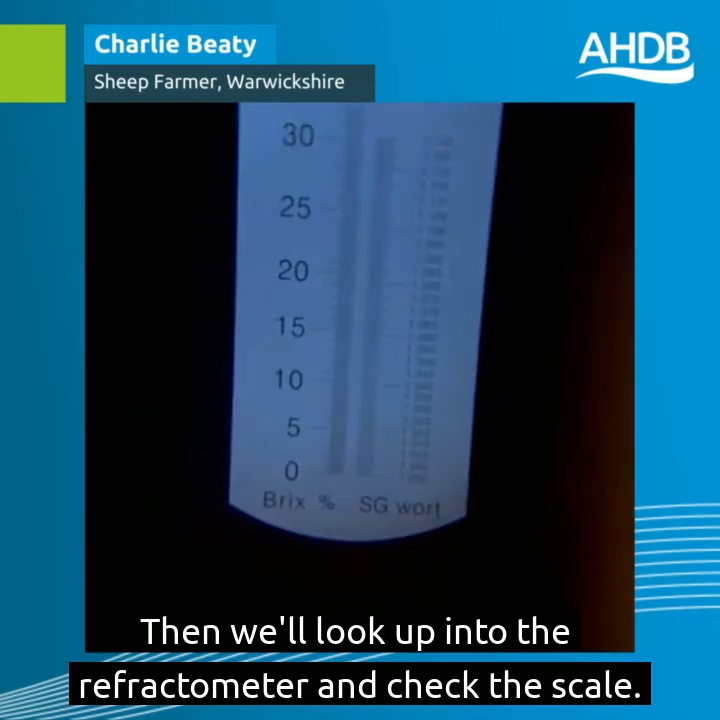 Charlie Beaty
Sheep Farmer, Warwickshire
AHDB
30
25
20
15
10
5
0
Brix % SG wort
Then we'll look up into the
refractometer and check the scale.